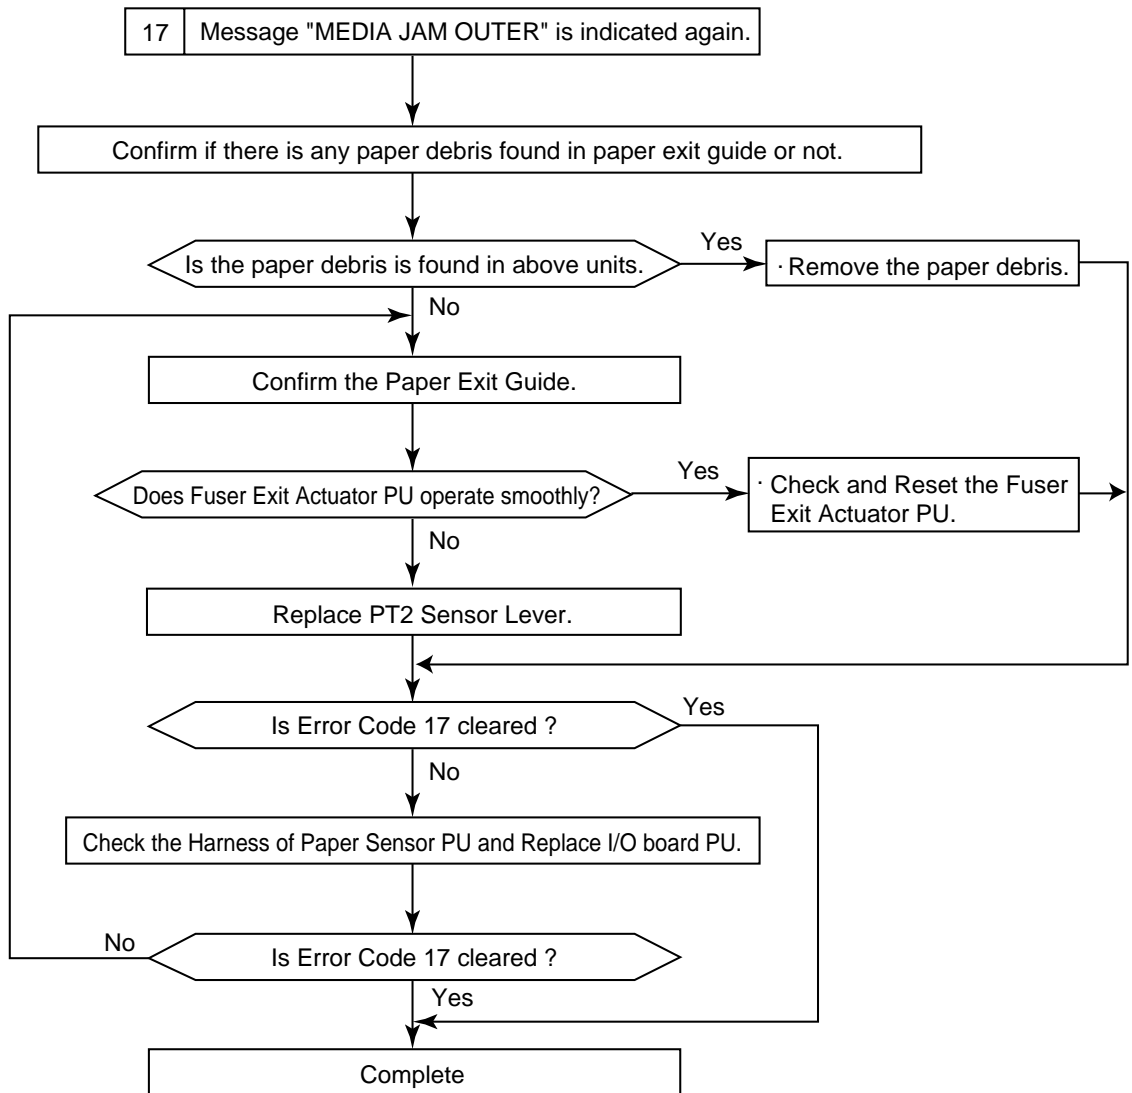 17 Message "MEDIA JAM OUTER" is indicated again.
Confirm if there is any paper debris found in paper exit guide or not.
Is the paper debris is found in above units.
Yes
· Remove the paper debris.
No
Confirm the Paper Exit Guide.
Does Fuser Exit Actuator PU operate smoothly?
Yes
· Check and Reset the Fuser
Exit Actuator PU.
No
Replace PT2 Sensor Lever.
Is Error Code 17 cleared ?
Yes
No
Check the Harness of Paper Sensor PU and Replace I/O board PU.
No
Is Error Code 17 cleared ?
Yes
Complete